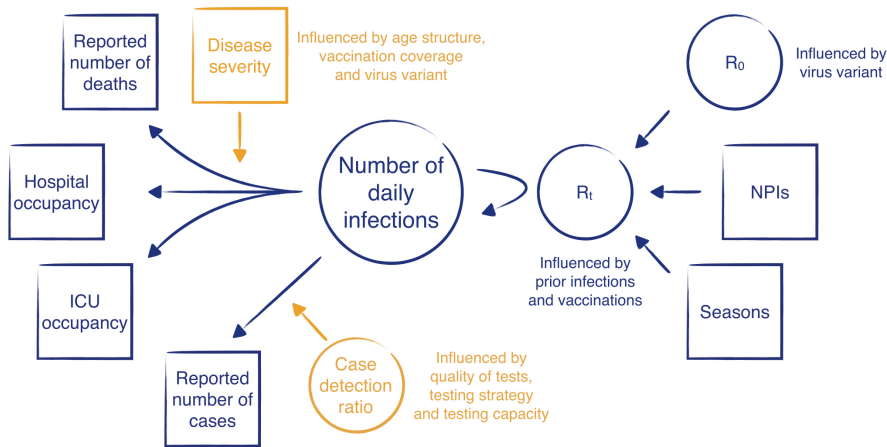 Reported
number of
deaths
Disease
severity
Influenced by age structure,
vaccination coverage
and virus variant
R₀
Influenced by
virus variant
Hospital
occupancy
Number of
daily
infections
Rₜ
NPIs
Influenced by
prior infections
and vaccinations
ICU
occupancy
Seasons
Reported
number of
cases
Case
detection
ratio
Influenced by
quality of tests,
testing strategy
and testing capacity